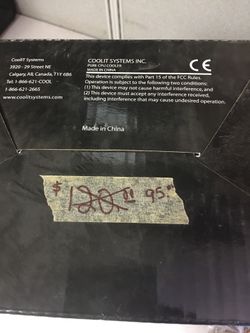 CoolIT Systems
3920 - 29 Street NE
Calgary, AB, Canada, T1Y 6B6
Tel: 1-866-621-COOL
1-866-621-2665
www.coolitsystems.com
COOLIT SYSTEMS INC.
PURE CPU COOLER
MADE IN CHINA
CE
This device complies with Part 15 of the FCC Rules.
Operation is subject to the following two conditions:
(1) This device may not cause harmful interference, and
(2) This device must accept any interference received,
including interference that may cause undesired operation.
Made in China
$ 95.00